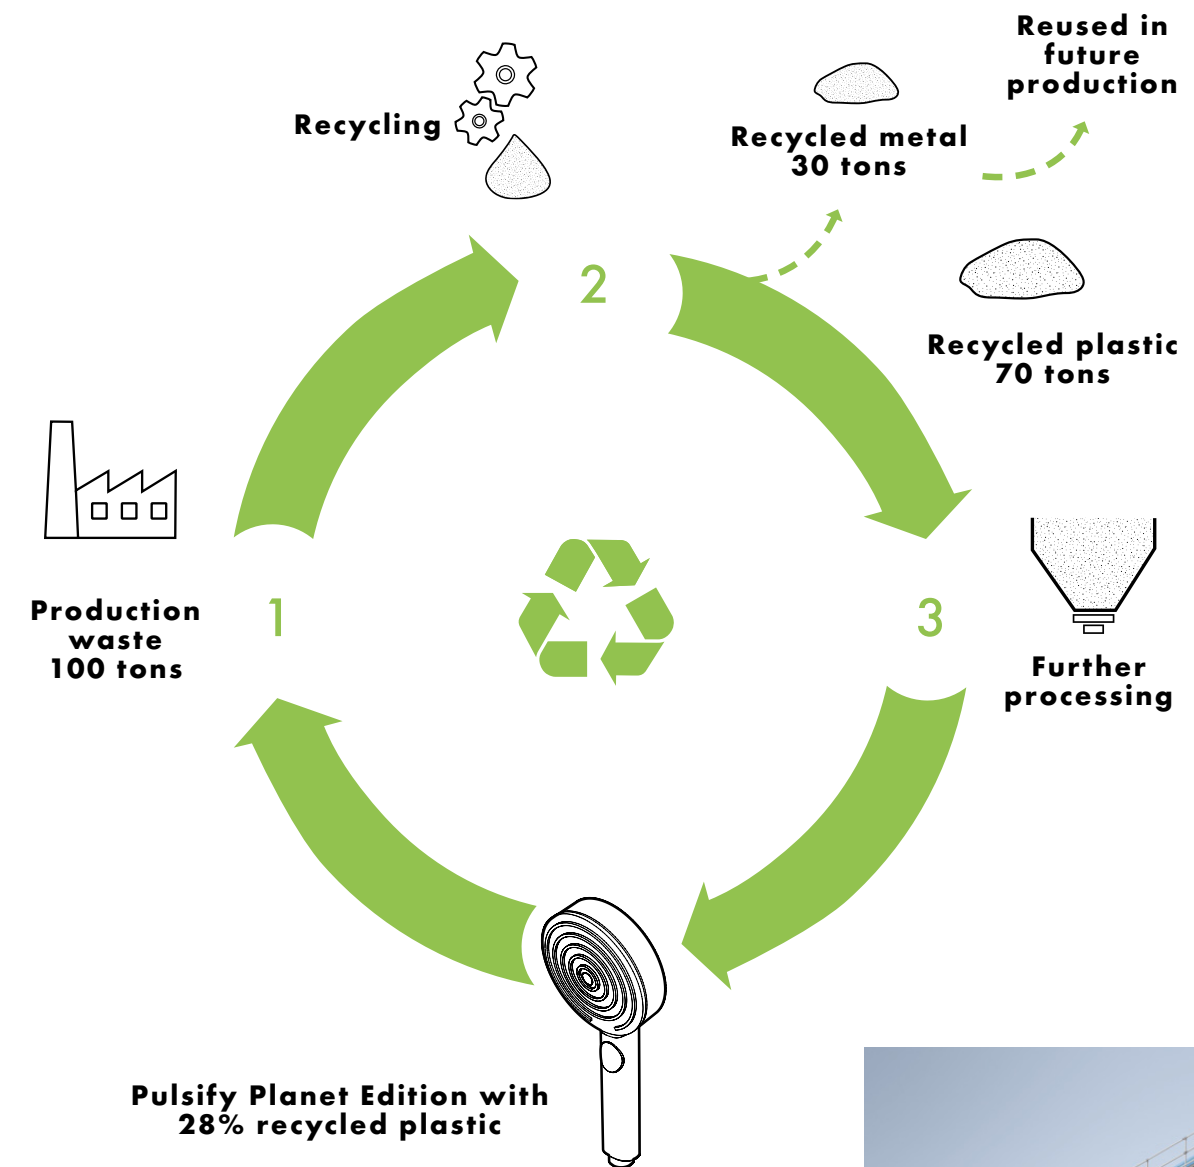 Reused in
future
production
Recycling
Recycled metal
30 tons
2
Recycled plastic
70 tons
Production
waste
100 tons
1
3
Further
processing
Pulsify Planet Edition with
28% recycled plastic